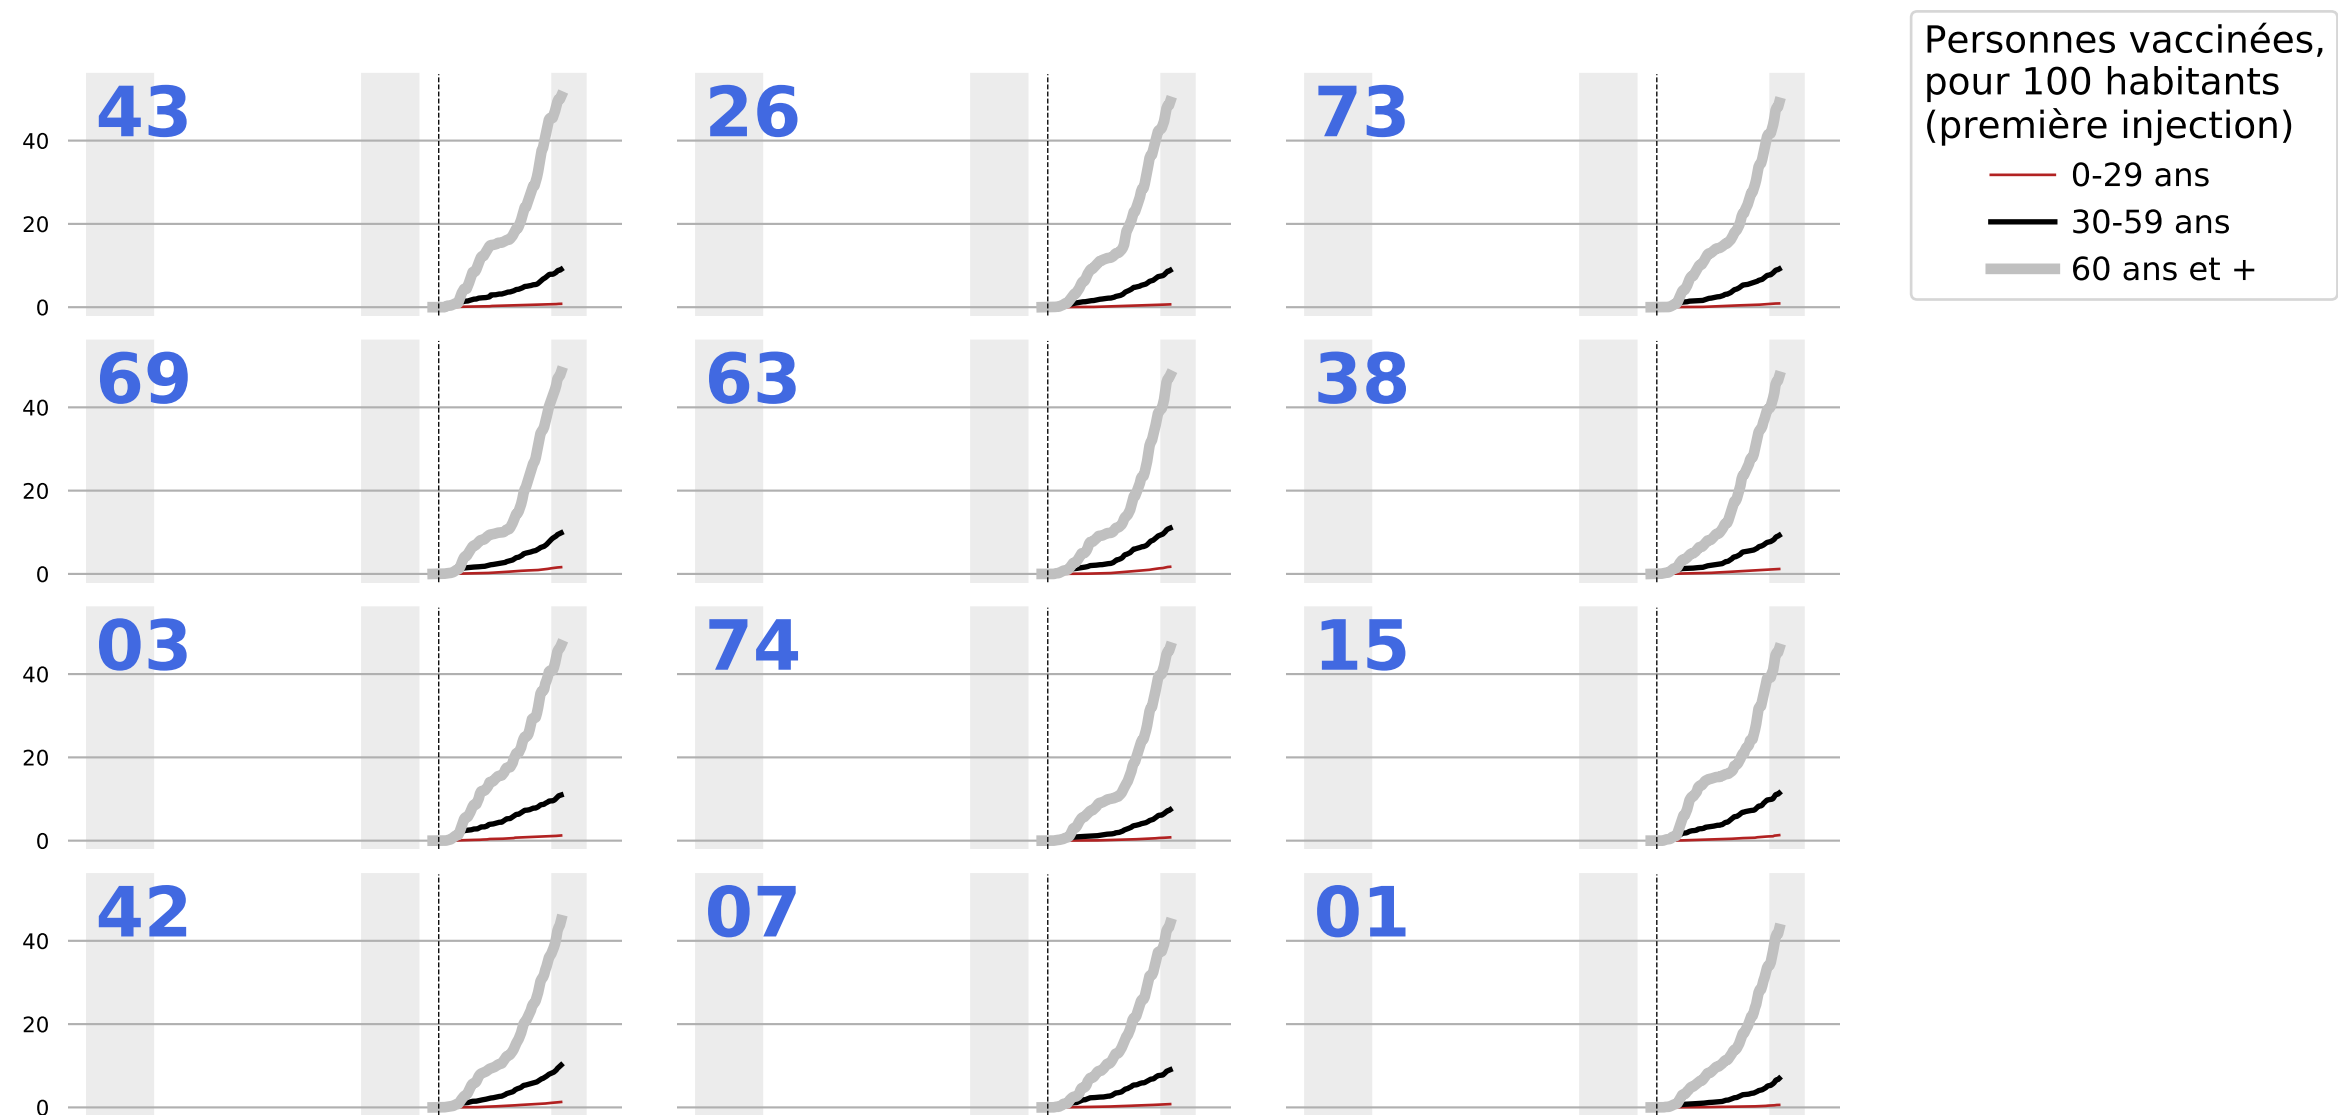 Personnes vaccinées,
pour 100 habitants
(première injection)
0-29 ans
30-59 ans
60 ans et +
43 26 73
40
20
0
69 63 38
40
20
0
03 74 15
40
20
0
42 07 01
40
20
0